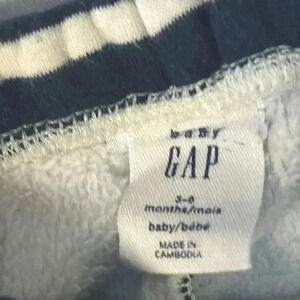 baby
GAP
3-6
months/mois
baby/bébé
MADE IN
CAMBODIA